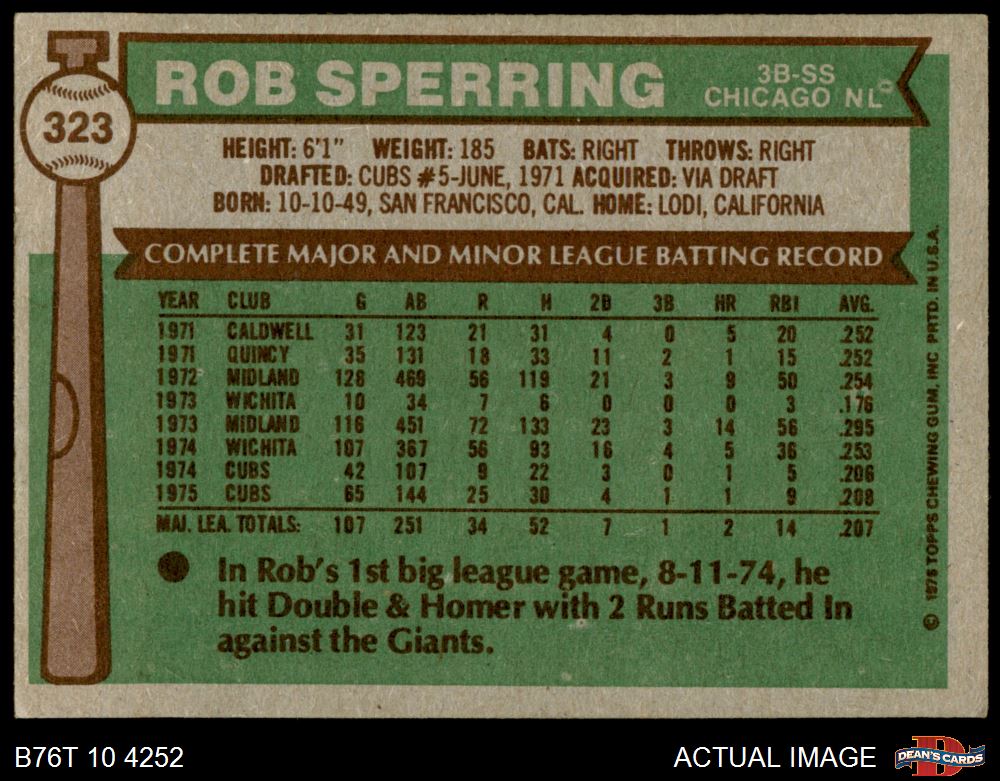 323
ROB SPERRING
3B-SS
CHICAGO NL
HEIGHT: 6'1" WEIGHT: 185 BATS: RIGHT THROWS: RIGHT
DRAFTED: CUBS #5-JUNE, 1971 ACQUIRED: VIA DRAFT
BORN: 10-10-49, SAN FRANCISCO, CAL. HOME: LODI, CALIFORNIA
COMPLETE MAJOR AND MINOR LEAGUE BATTING RECORD
YEAR CLUB G AB R H 2B 3B HR RBI AVG.
1971 CALDWELL 31 123 21 31 4 0 5 20 .252
1971 QUINCY 35 131 18 33 11 2 1 15 .252
1972 MIDLAND 128 469 56 119 21 3 9 50 .254
1973 WICHITA 10 34 7 6 0 0 0 3 .176
1973 MIDLAND 116 451 72 133 23 3 14 56 .295
1974 WICHITA 107 367 56 93 16 4 5 36 .253
1974 CUBS 42 107 9 22 3 0 1 5 .206
1975 CUBS 65 144 25 30 4 1 1 9 .208
MAJ. LEA. TOTALS: 107 251 34 52 7 1 2 14 .207
In Rob's 1st big league game, 8-11-74, he
hit Double & Homer with 2 Runs Batted In
against the Giants.
© 1976 TOPPS CHEWING GUM, INC PRTD. IN U.S.A.
B76T 10 4252
ACTUAL IMAGE
D
DEAN'S CARDS